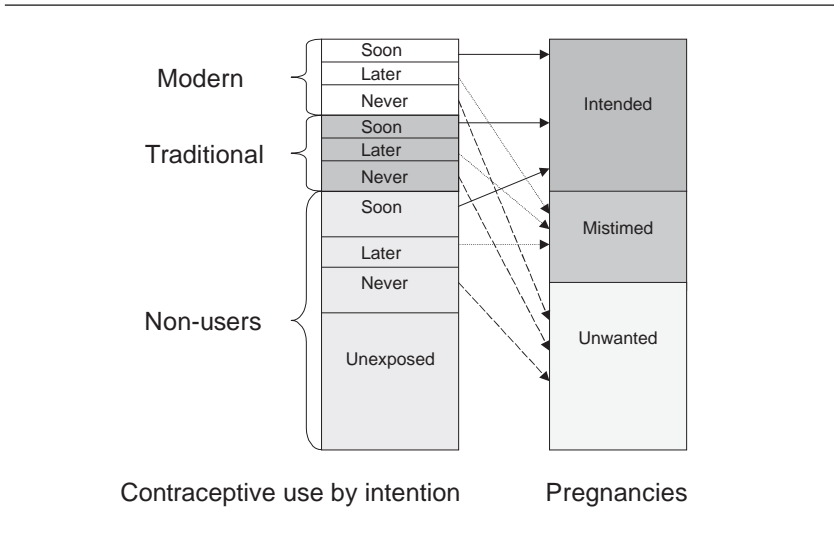 Modern
Soon
Later
Never
Traditional
Soon
Later
Never
Non-users
Soon
Later
Never
Unexposed
Intended
Mistimed
Unwanted
Contraceptive use by intention
Pregnancies